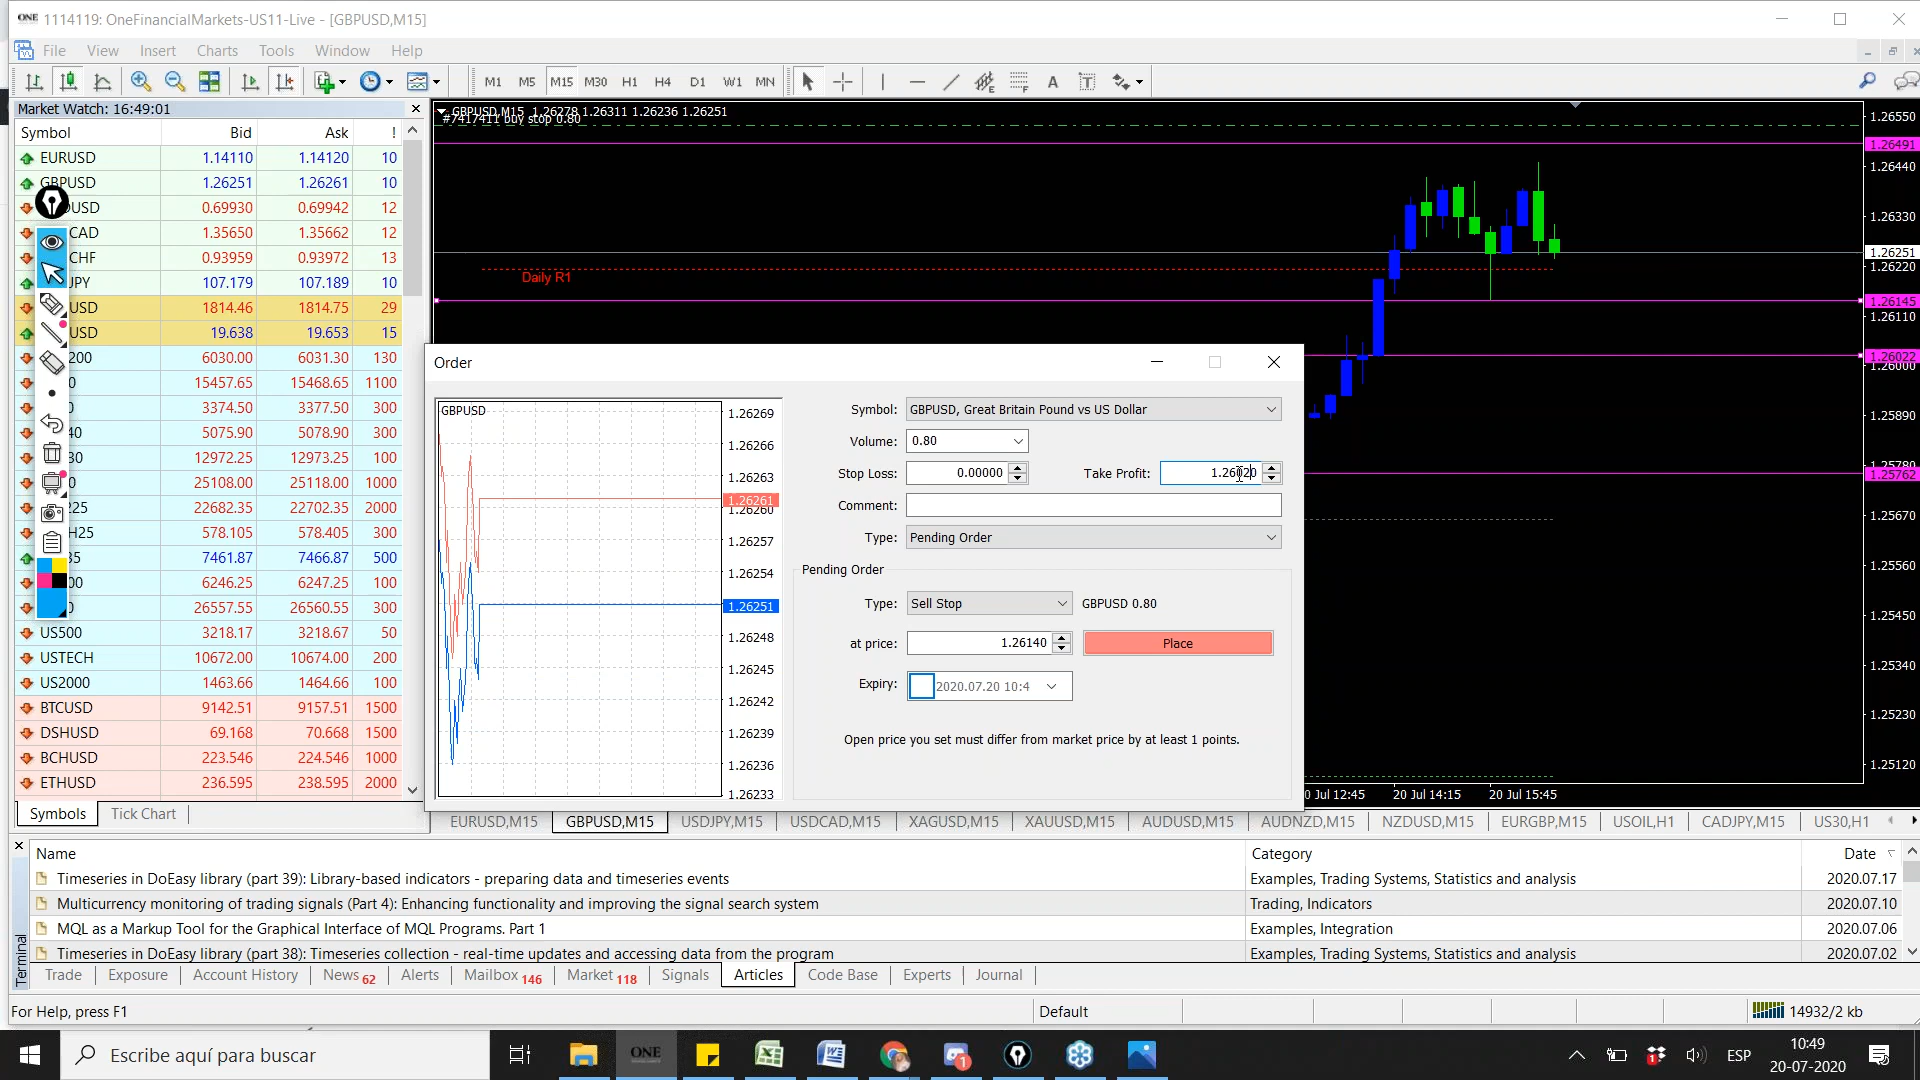 ONE 1114119: OneFinancialMarkets-US11-Live - [GBPUSD,M15]
File View Insert Charts Tools Window Help
M1 M5 M15 M30 H1 H4 D1 W1 MN
A T
Market Watch: 16:49:01
Symbol Bid Ask !
EURUSD 1.14110 1.14120 10
GBPUSD 1.26251 1.26261 10
USD 0.69930 0.69942 12
CAD 1.35650 1.35662 12
CHF 0.93959 0.93972 13
JPY 107.179 107.189 10
USD 1814.46 1814.75 29
USD 19.638 19.653 15
200 6030.00 6031.30 130
0 15457.65 15468.65 1100
0 3374.50 3377.50 300
40 5075.90 5078.90 300
30 12972.25 12973.25 100
0 25108.00 25118.00 1000
225 22682.35 22702.35 2000
H25 578.105 578.405 300
35 7461.87 7466.87 500
00 6246.25 6247.25 100
0 26557.55 26560.55 300
US500 3218.17 3218.67 50
USTECH 10672.00 10674.00 200
US2000 1463.66 1464.66 100
BTCUSD 9142.51 9157.51 1500
DSHUSD 69.168 70.668 1500
BCHUSD 223.546 224.546 1000
ETHUSD 236.595 238.595 2000
Symbols Tick Chart
GBPUSD,M15 1.26278 1.26311 1.26236 1.26251
#7417411 buy stop 0.80
Daily R1
1.26550
1.26491
1.26440
1.26330
1.26251
1.26220
1.26145
1.26110
1.26022
1.26000
1.25890
1.25780
1.25762
1.25670
1.25560
1.25450
1.25340
1.25230
1.25120
0 Jul 12:45 20 Jul 14:15 20 Jul 15:45
Order
GBPUSD
1.26269
1.26266
1.26263
1.26261
1.26260
1.26257
1.26254
1.26251
1.26248
1.26245
1.26242
1.26239
1.26236
1.26233
Symbol: GBPUSD, Great Britain Pound vs US Dollar
Volume: 0.80
Stop Loss: 0.00000 Take Profit: 1.26020
Comment:
Type: Pending Order
Pending Order
Type: Sell Stop GBPUSD 0.80
at price: 1.26140 Place
Expiry: 2020.07.20 10:4
Open price you set must differ from market price by at least 1 points.
EURUSD,M15 GBPUSD,M15 USDJPY,M15 USDCAD,M15 XAGUSD,M15 XAUUSD,M15 AUDUSD,M15 AUDNZD,M15 NZDUSD,M15 EURGBP,M15 USOIL,H1 CADJPY,M15 US30,H1
Name Category Date
Timeseries in DoEasy library (part 39): Library-based indicators - preparing data and timeseries events Examples, Trading Systems, Statistics and analysis 2020.07.17
Multicurrency monitoring of trading signals (Part 4): Enhancing functionality and improving the signal search system Trading, Indicators 2020.07.10
MQL as a Markup Tool for the Graphical Interface of MQL Programs. Part 1 Examples, Integration 2020.07.06
Timeseries in DoEasy library (part 38): Timeseries collection - real-time updates and accessing data from the program Examples, Trading Systems, Statistics and analysis 2020.07.02
Terminal
Trade Exposure Account History News 62 Alerts Mailbox 146 Market 118 Signals Articles Code Base Experts Journal
For Help, press F1 Default 14932/2 kb
Escribe aquí para buscar
ONE
ESP
10:49
20-07-2020